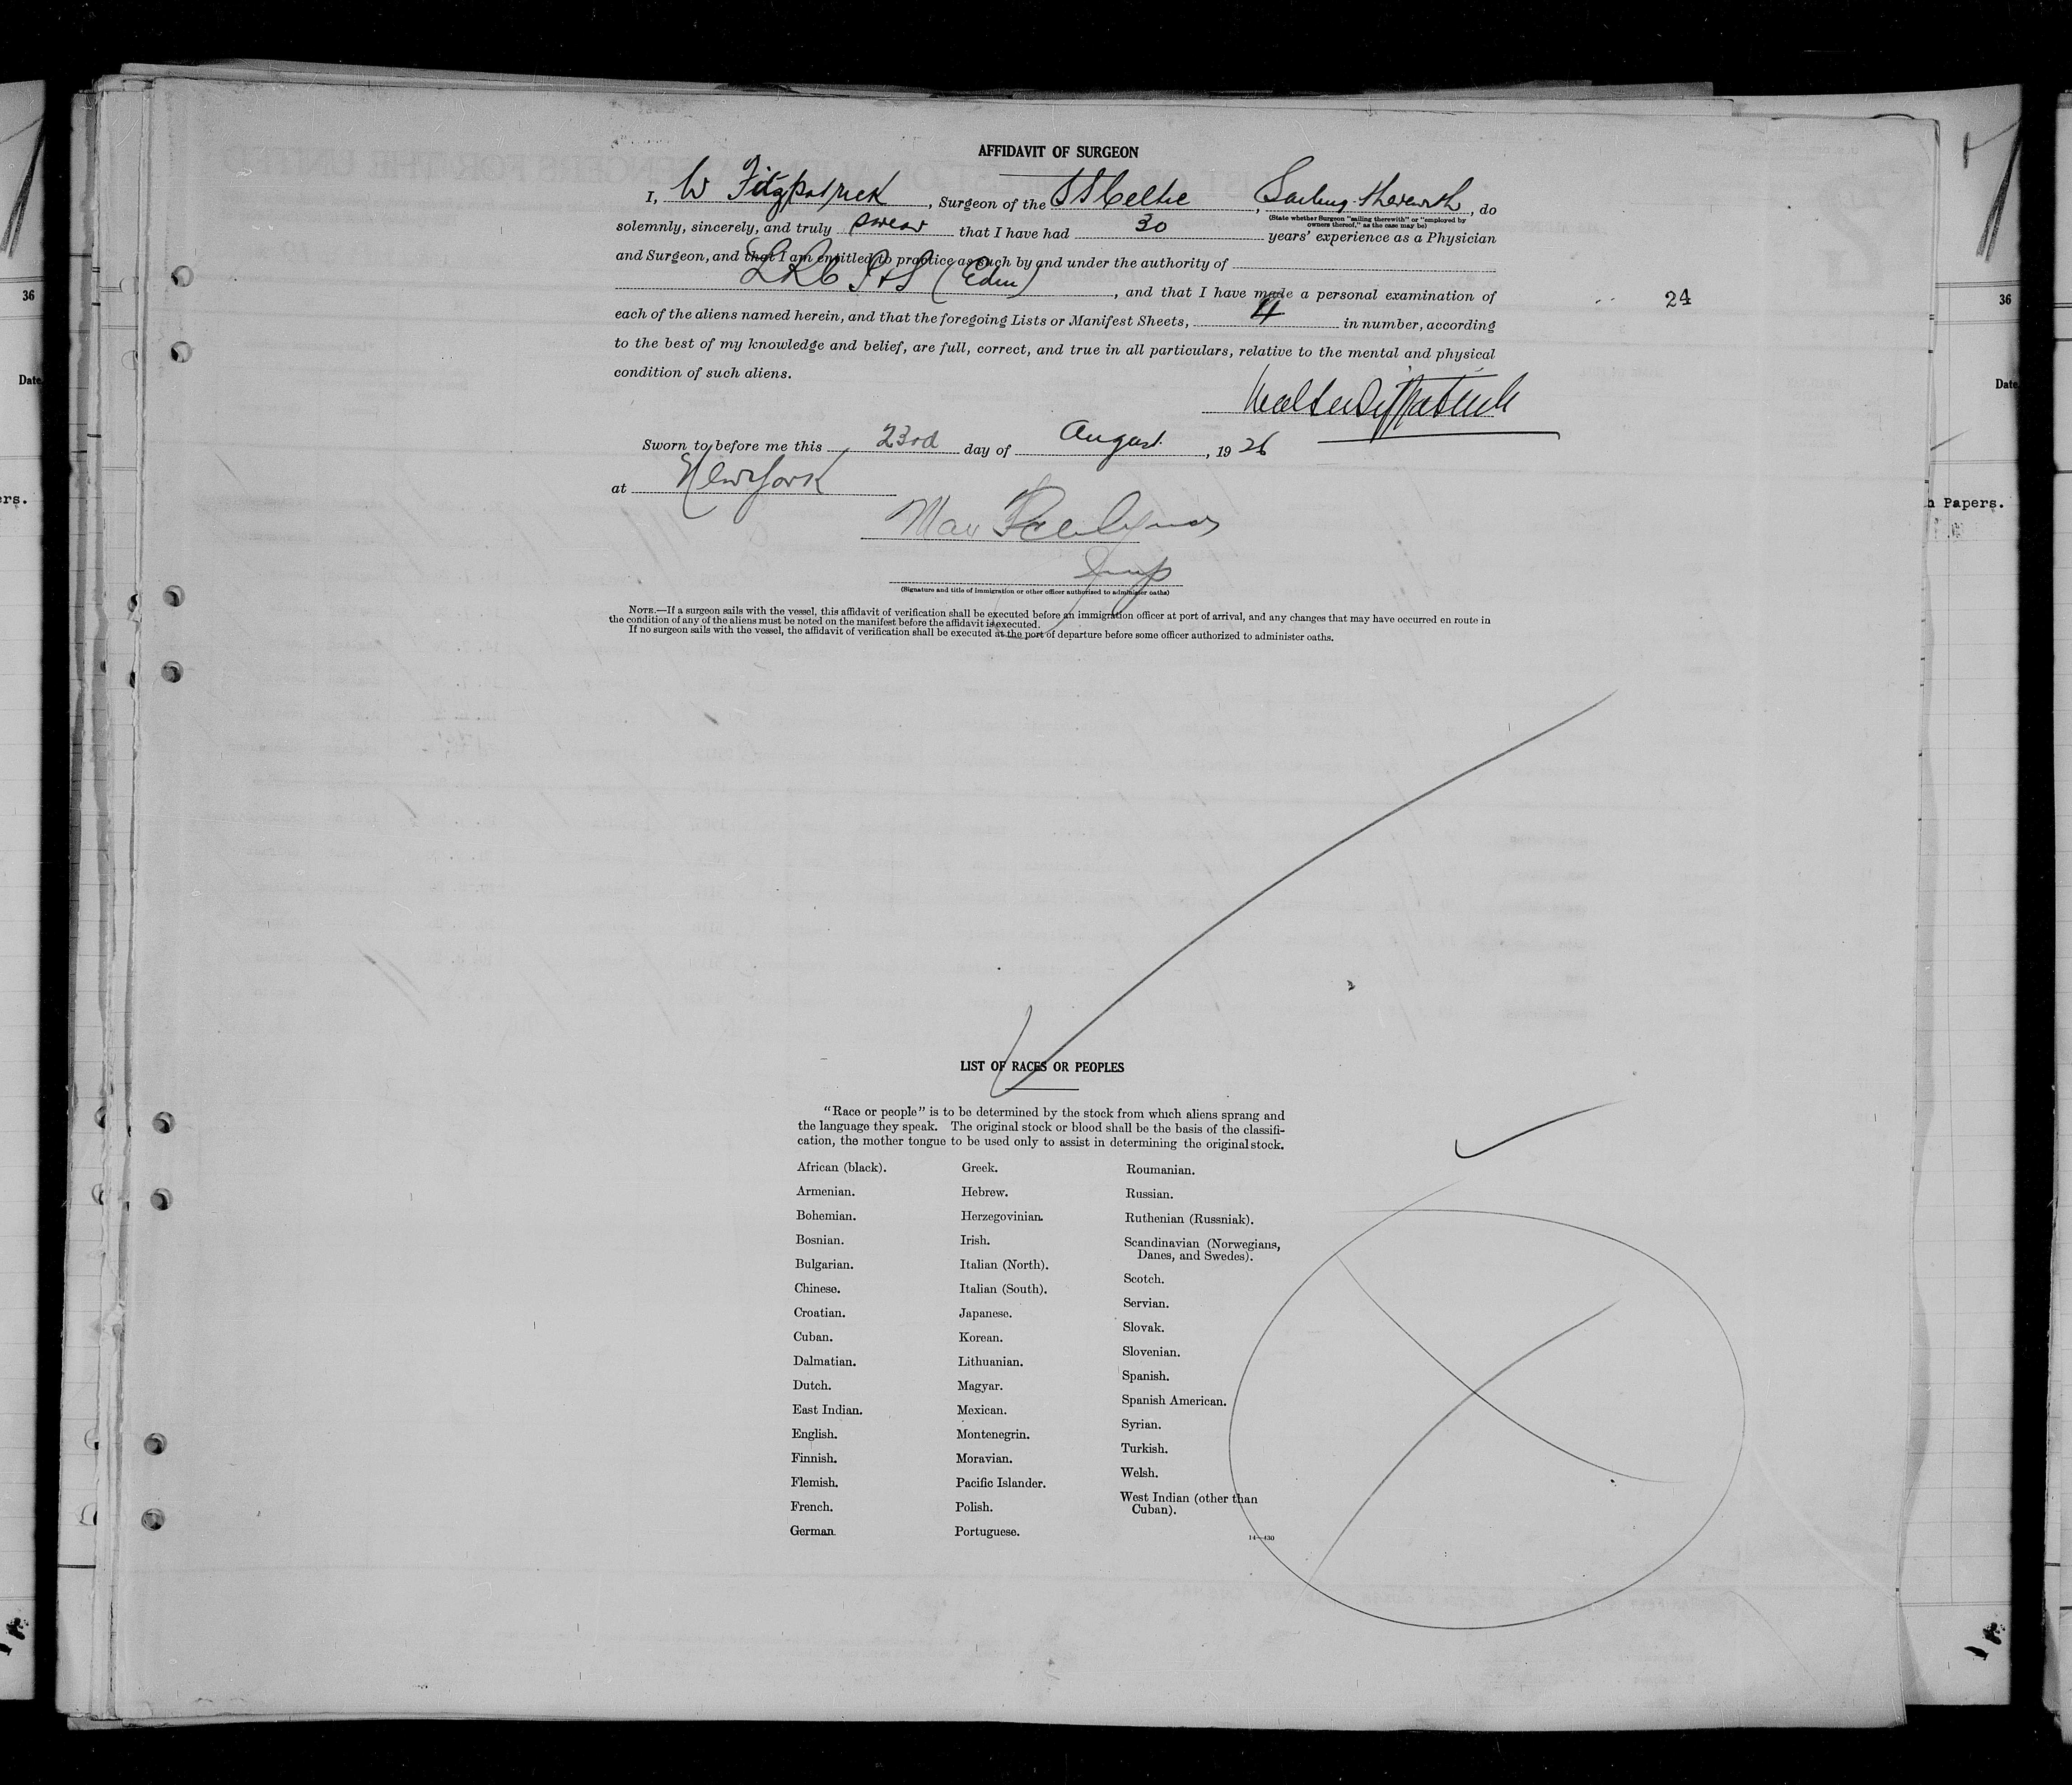 AFFIDAVIT OF SURGEON
I, W Fitzpatrick, Surgeon of the SS Celtic, Sailing therewith, do
(State whether Surgeon "sailing therewith" or "employed by
owners thereof," as the case may be)
solemnly, sincerely, and truly swear that I have had 30 years' experience as a Physician
and Surgeon, and that I am entitled to practice as such by and under the authority of
LRC P&S (Edin), and that I have made a personal examination of
24
each of the aliens named herein, and that the foregoing Lists or Manifest Sheets, 4 in number, according
to the best of my knowledge and belief, are full, correct, and true in all particulars, relative to the mental and physical
condition of such aliens.
Walter Fitzpatrick
Sworn to before me this 23rd day of August, 1926
at New York
Max
Insp
(Signature and title of immigration or other officer authorized to administer oaths)
NOTE.—If a surgeon sails with the vessel, this affidavit of verification shall be executed before an immigration officer at port of arrival, and any changes that may have occurred en route in
the condition of any of the aliens must be noted on the manifest before the affidavit is executed.
If no surgeon sails with the vessel, the affidavit of verification shall be executed at the port of departure before some officer authorized to administer oaths.
LIST OF RACES OR PEOPLES
"Race or people" is to be determined by the stock from which aliens sprang and
the language they speak. The original stock or blood shall be the basis of the classifi-
cation, the mother tongue to be used only to assist in determining the original stock.
African (black).
Armenian.
Bohemian.
Bosnian.
Bulgarian.
Chinese.
Croatian.
Cuban.
Dalmatian.
Dutch.
East Indian.
English.
Finnish.
Flemish.
French.
German.
Greek.
Hebrew.
Herzegovinian.
Irish.
Italian (North).
Italian (South).
Japanese.
Korean.
Lithuanian.
Magyar.
Mexican.
Montenegrin.
Moravian.
Pacific Islander.
Polish.
Portuguese.
Roumanian.
Russian.
Ruthenian (Russniak).
Scandinavian (Norwegians,
Danes, and Swedes).
Scotch.
Servian.
Slovak.
Slovenian.
Spanish.
Spanish American.
Syrian.
Turkish.
Welsh.
West Indian (other than
Cuban).
14—430
36
Date
36
Date
Papers.